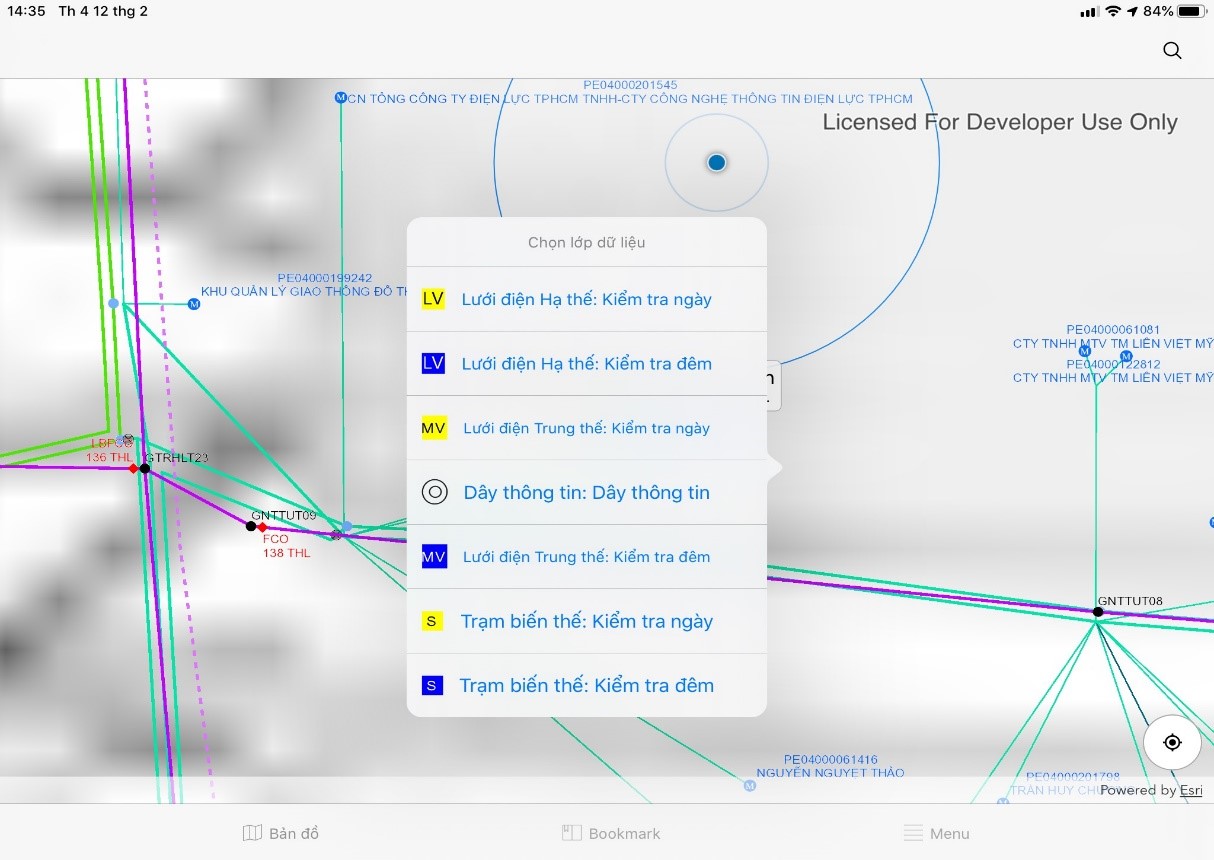 14:35 Th 4 12 thg 2
84%
PE04000201545
CN TỔNG CÔNG TY ĐIỆN LỰC TPHCM TNHH-CTY CÔNG NGHỆ THÔNG TIN ĐIỆN LỰC TPHCM
Licensed For Developer Use Only
Chọn lớp dữ liệu
PE04000199242
KHU QUẢN LÝ GIAO THÔNG ĐÔ
LV Lưới điện Hạ thế: Kiểm tra ngày
PE04000061081
CTY TNHH MTV TM LIÊN VIỆT MỸ
LV Lưới điện Hạ thế: Kiểm tra đêm
PE04000122812
CTY TNHH MTV TM LIÊN VIỆT MỸ
MV Lưới điện Trung thế: Kiểm tra ngày
LBFCO
136 THL
GTRHLT23
Dây thông tin: Dây thông tin
GNTTUT09
FCO
138 THL
MV Lưới điện Trung thế: Kiểm tra đêm
GNTTUT08
S Trạm biến thế: Kiểm tra ngày
S Trạm biến thế: Kiểm tra đêm
PE04000061416
NGUYỄN NGUYỆT THẢO
PE04000201798
TRẦN HUY
Powered by Esri
Bản đồ
Bookmark
Menu